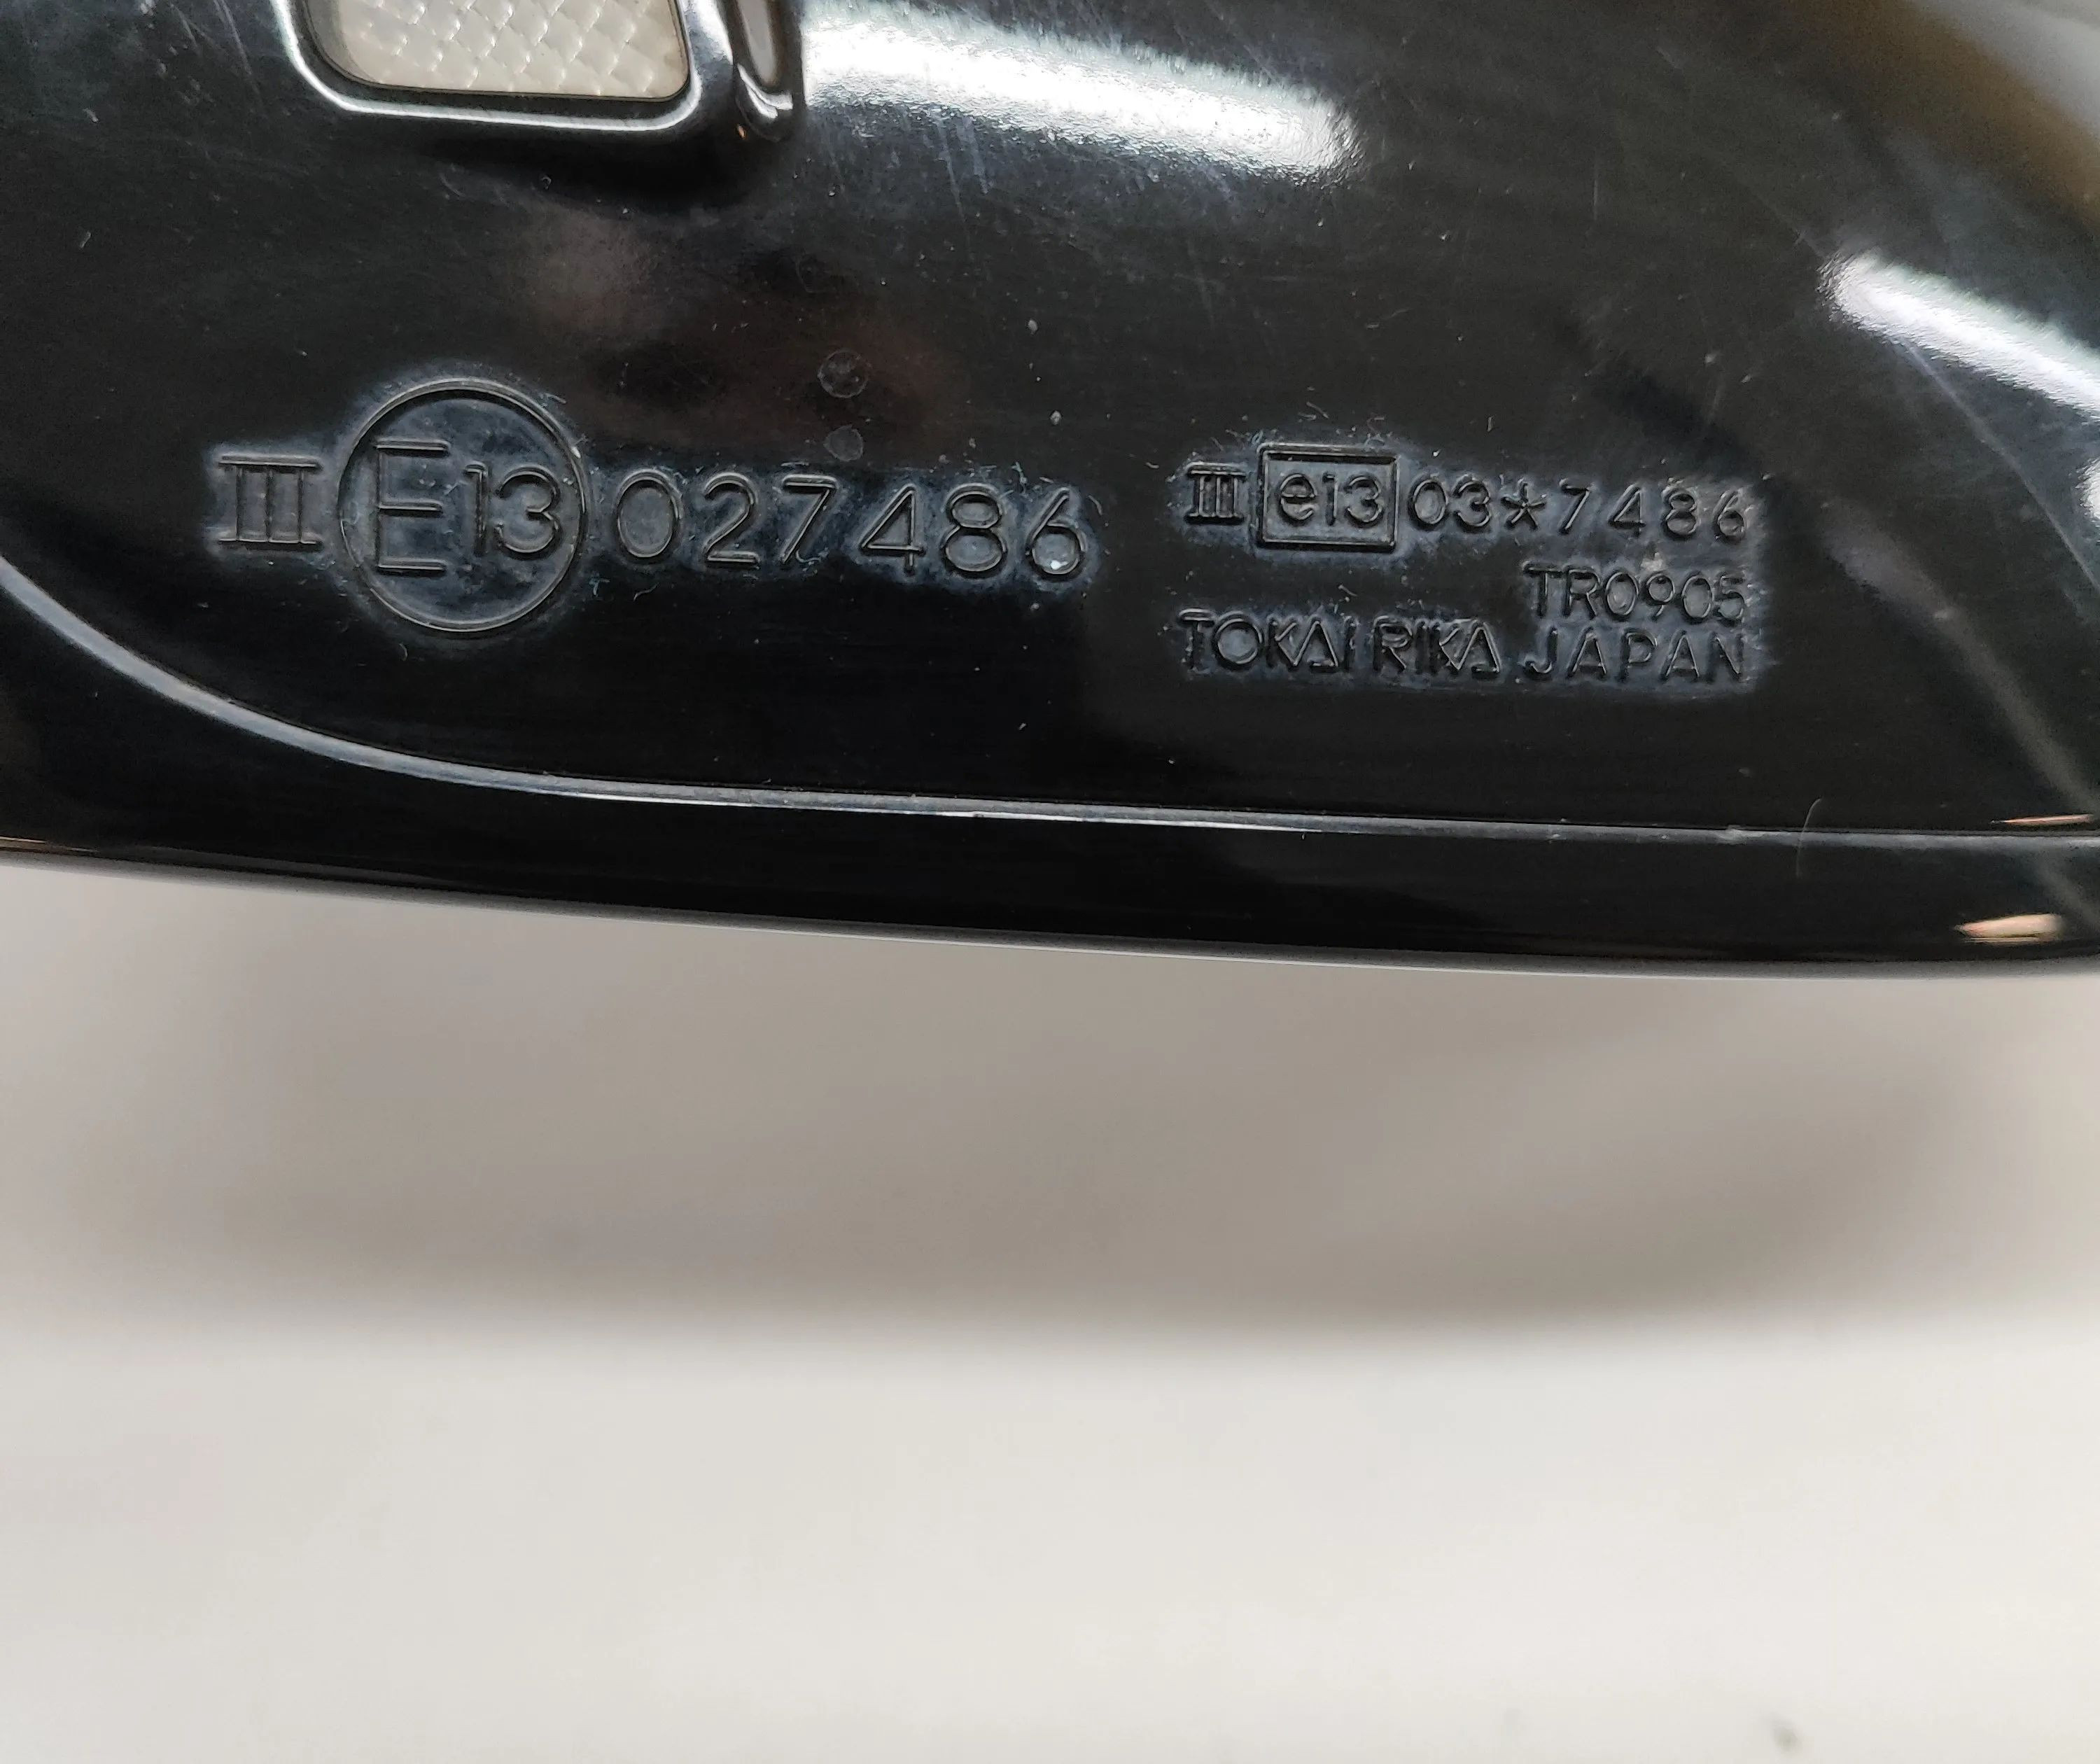 III E13 027486
III e13 03*7486
TR0905
TOKAI RIKA JAPAN